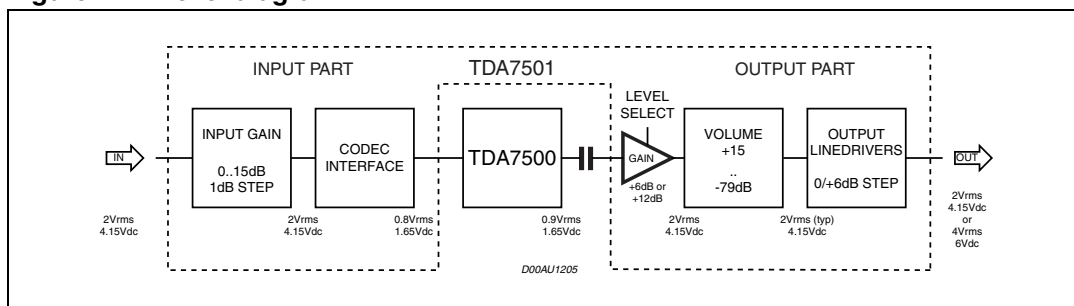 INPUT PART
TDA7501
OUTPUT PART
LEVEL
SELECT
IN
INPUT GAIN
0..15dB
1dB STEP
CODEC
INTERFACE
TDA7500
GAIN
+6dB or
+12dB
VOLUME
+15
..
-79dB
OUTPUT
LINEDRIVERS
0/+6dB STEP
OUT
2Vrms
4.15Vdc
2Vrms
4.15Vdc
0.8Vrms
1.65Vdc
0.9Vrms
1.65Vdc
2Vrms
4.15Vdc
2Vrms (typ)
4.15Vdc
2Vrms
4.15Vdc
or
4Vrms
6Vdc
D00AU1205